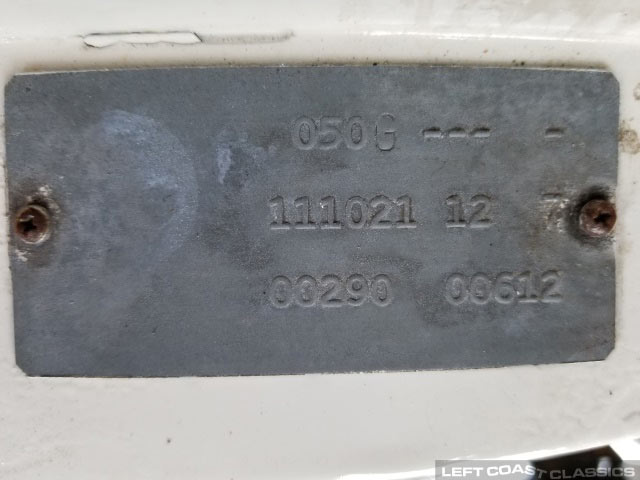 050G --- -
111021 12 7
00290 00612
LEFT COAST CLASSICS